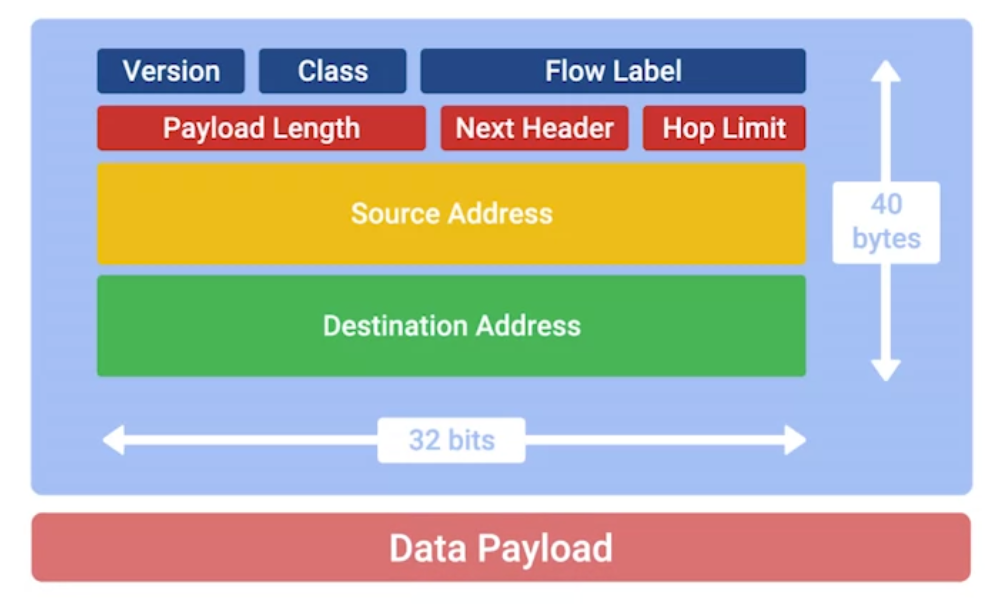 Version Class Flow Label
Payload Length Next Header Hop Limit
Source Address
40
bytes
Destination Address
32 bits
Data Payload